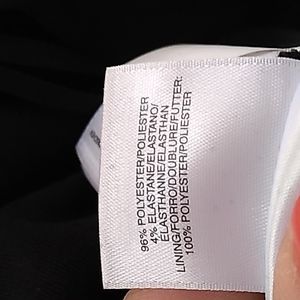 96% POLYESTER/POLIESTER
4% ELASTANE/ELASTANO/
ELASTHANNE/ELASTHAN
LINING/FORRO/DOUBLURE/FUTTER:
100% POLYESTER/POLIESTER